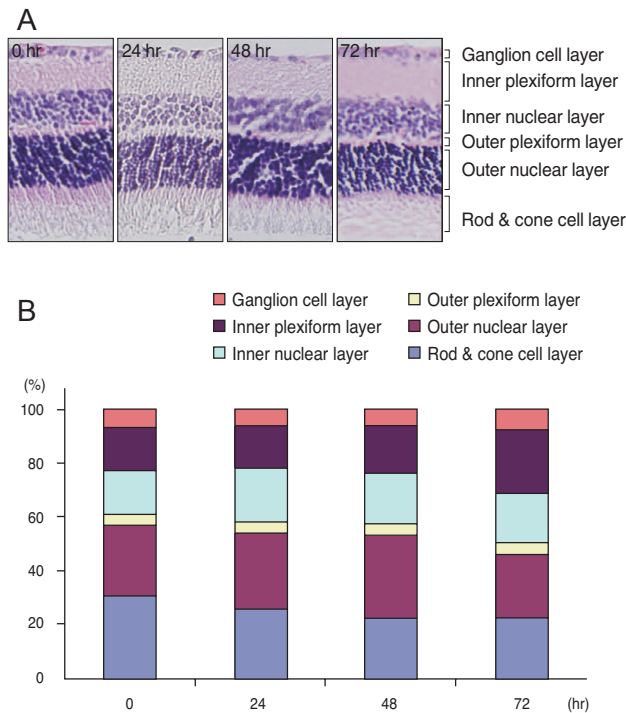 A
0 hr
24 hr
48 hr
72 hr
Ganglion cell layer
Inner plexiform layer
Inner nuclear layer
Outer plexiform layer
Outer nuclear layer
Rod & cone cell layer
B
Ganglion cell layer
Outer plexiform layer
Inner plexiform layer
Outer nuclear layer
Inner nuclear layer
Rod & cone cell layer
(%)
100
80
60
40
20
0
0
24
48
72
(hr)